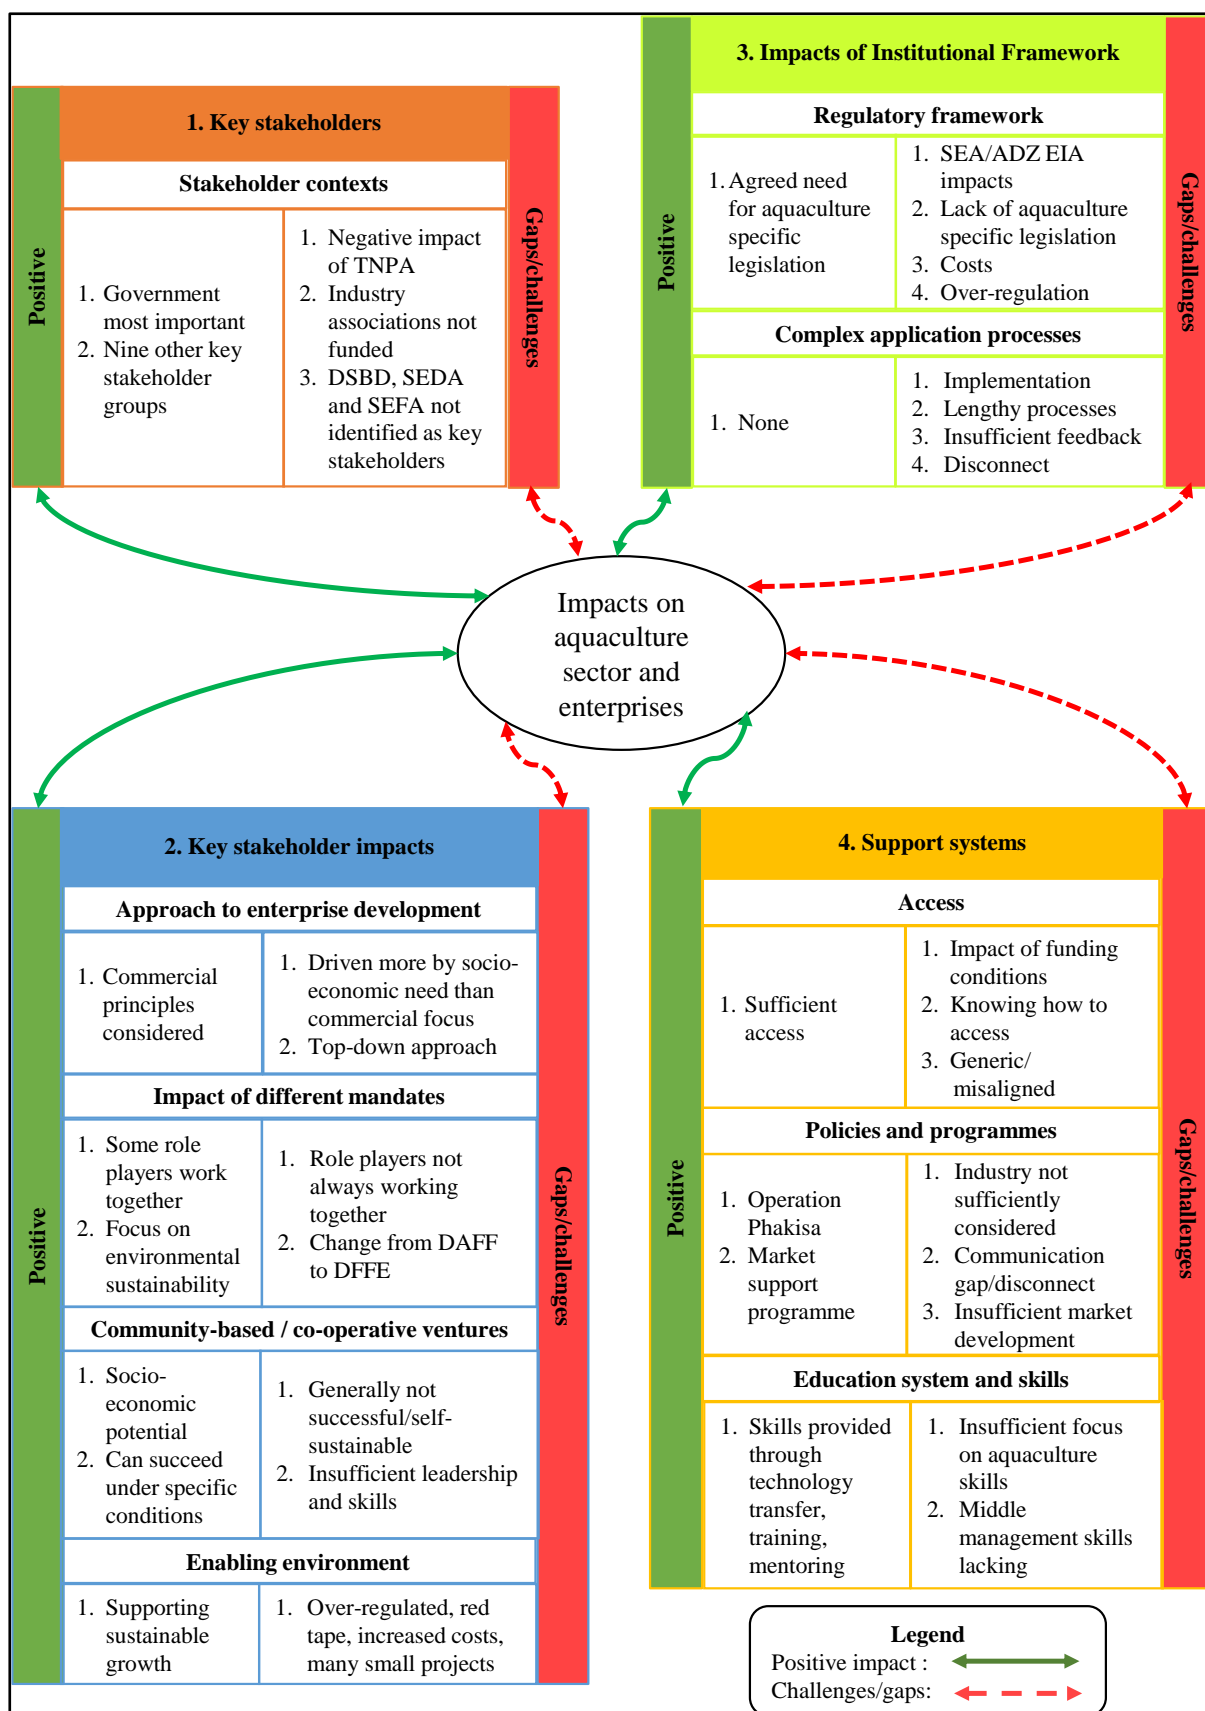 1. Key stakeholders
Stakeholder contexts
Positive
1. Government
most important
2. Nine other key
stakeholder
groups
1. Negative impact
of TNPA
2. Industry
associations not
funded
3. DSBD, SEDA
and SEFA not
identified as key
stakeholders
Gaps/challenges
3. Impacts of Institutional Framework
Regulatory framework
Positive
1. Agreed need
for aquaculture
specific
legislation
1. SEA/ADZ EIA
impacts
2. Lack of aquaculture
specific legislation
3. Costs
4. Over-regulation
Complex application processes
1. None
1. Implementation
2. Lengthy processes
3. Insufficient feedback
4. Disconnect
Gaps/challenges
Impacts on
aquaculture
sector and
enterprises
2. Key stakeholder impacts
Approach to enterprise development
Positive
1. Commercial
principles
considered
1. Driven more by socio-
economic need than
commercial focus
2. Top-down approach
Impact of different mandates
1. Some role
players work
together
2. Focus on
environmental
sustainability
1. Role players not
always working
together
2. Change from DAFF
to DFFE
Community-based / co-operative ventures
1. Socio-
economic
potential
2. Can succeed
under specific
conditions
1. Generally not
successful/self-
sustainable
2. Insufficient leadership
and skills
Enabling environment
1. Supporting
sustainable
growth
1. Over-regulated, red
tape, increased costs,
many small projects
Gaps/challenges
4. Support systems
Access
Positive
1. Sufficient
access
1. Impact of funding
conditions
2. Knowing how to
access
3. Generic/
misaligned
Policies and programmes
1. Operation
Phakisa
2. Market
support
programme
1. Industry not
sufficiently
considered
2. Communication
gap/disconnect
3. Insufficient market
development
Education system and skills
1. Skills provided
through
technology
transfer,
training,
mentoring
1. Insufficient focus
on aquaculture
skills
2. Middle
management skills
lacking
Gaps/challenges
Legend
Positive impact :
Challenges/gaps: